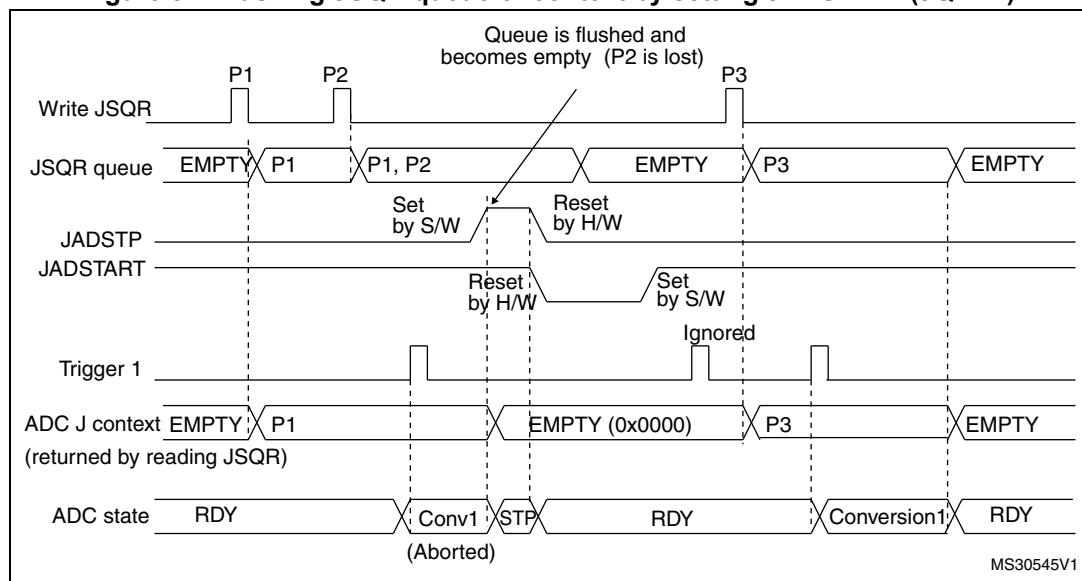 Queue is flushed and
becomes empty (P2 is lost)
P1 P2 P3
Write JSQR
JSQR queue EMPTY P1 P1, P2 EMPTY P3 EMPTY
Set
by S/W
Reset
by H/W
JADSTP
JADSTART
Reset
by H/W
Set
by S/W
Ignored
Trigger 1
ADC J context EMPTY P1 EMPTY (0x0000) P3 EMPTY
(returned by reading JSQR)
ADC state RDY Conv1 STP RDY Conversion1 RDY
(Aborted)
MS30545V1